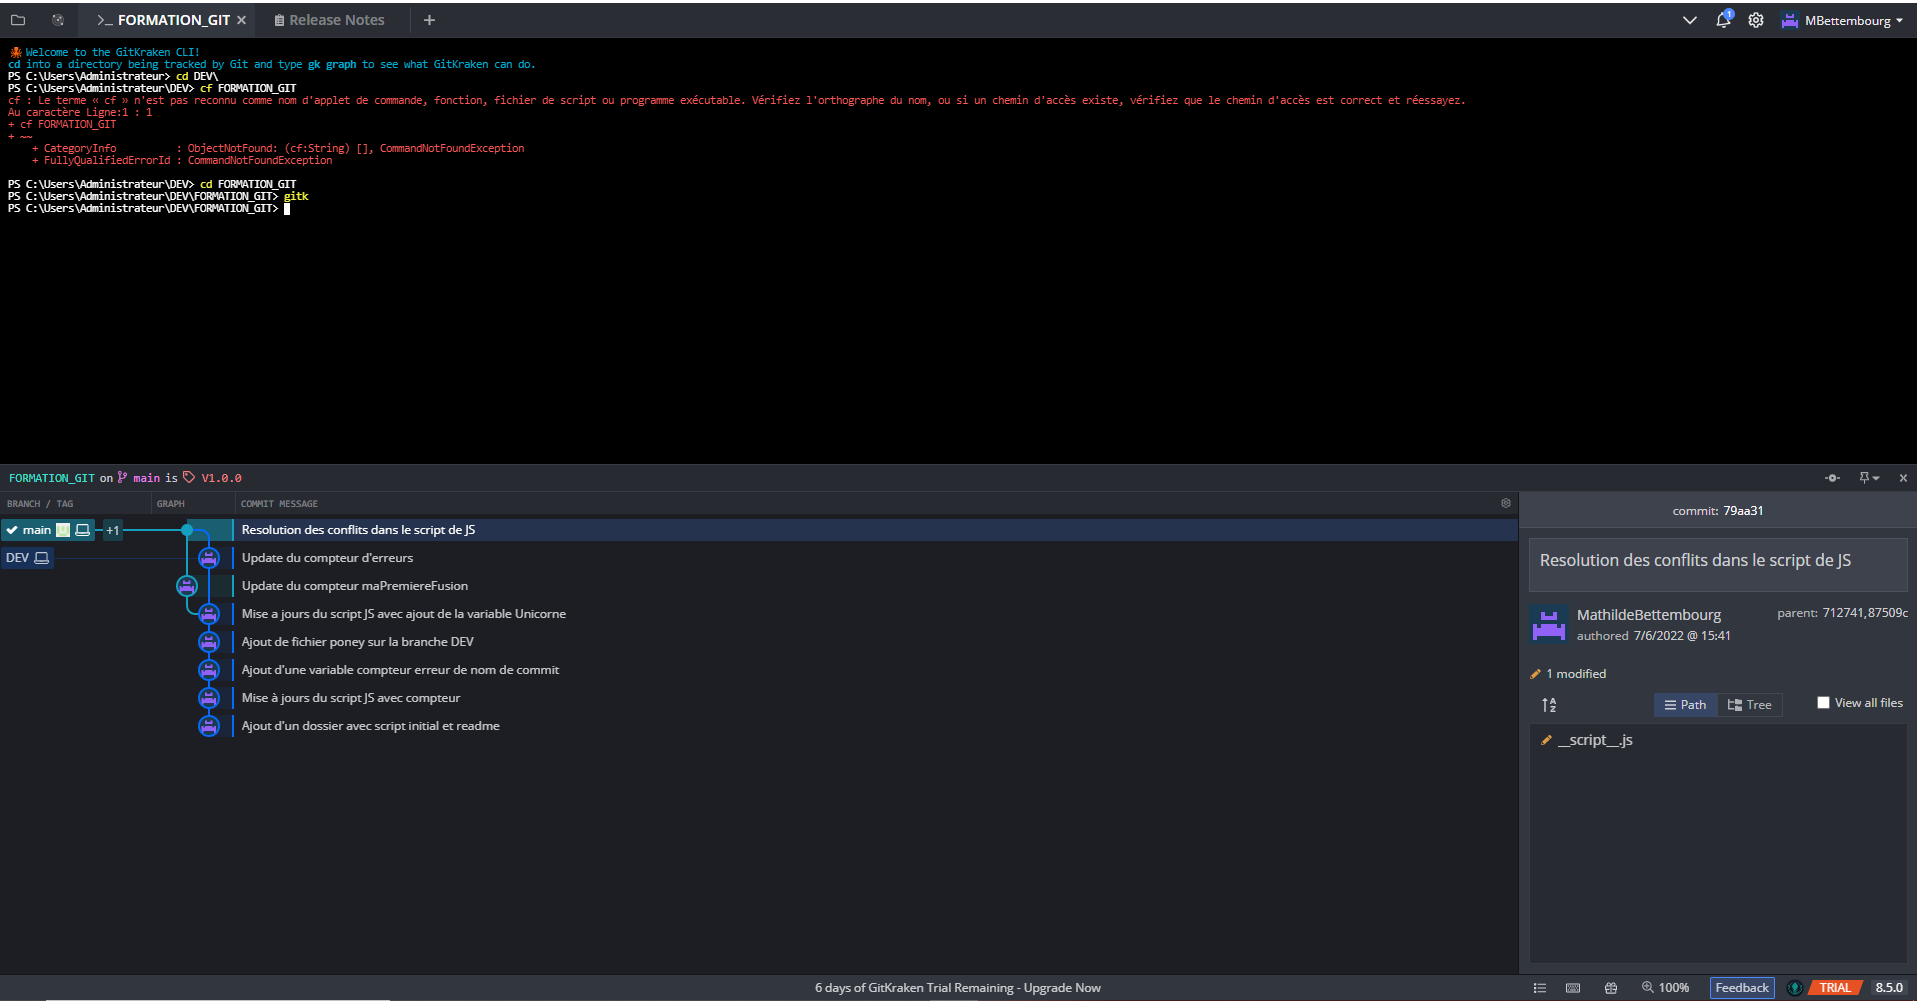 >_ FORMATION_GIT ×
Release Notes
+
1
MBettembourg
Welcome to the GitKraken CLI!
cd into a directory being tracked by Git and type gk graph to see what GitKraken can do.
PS C:\Users\Administrateur> cd DEV\
PS C:\Users\Administrateur\DEV> cf FORMATION_GIT
cf : Le terme « cf » n'est pas reconnu comme nom d'applet de commande, fonction, fichier de script ou programme exécutable. Vérifiez l'orthographe du nom, ou si un chemin d'accès existe, vérifiez que le chemin d'accès est correct et réessayez.
Au caractère Ligne:1 : 1
+ cf FORMATION_GIT
+ ~~
+ CategoryInfo : ObjectNotFound: (cf:String) [], CommandNotFoundException
+ FullyQualifiedErrorId : CommandNotFoundException
PS C:\Users\Administrateur\DEV> cd FORMATION_GIT
PS C:\Users\Administrateur\DEV\FORMATION_GIT> gitk
PS C:\Users\Administrateur\DEV\FORMATION_GIT>
FORMATION_GIT on main is V1.0.0
BRANCH / TAG GRAPH COMMIT MESSAGE
main +1 Resolution des conflits dans le script de JS
DEV Update du compteur d'erreurs
Update du compteur maPremiereFusion
Mise a jours du script JS avec ajout de la variable Unicorne
Ajout de fichier poney sur la branche DEV
Ajout d'une variable compteur erreur de nom de commit
Mise à jours du script JS avec compteur
Ajout d'un dossier avec script initial et readme
commit: 79aa31
Resolution des conflits dans le script de JS
MathildeBettembourg
parent: 712741,87509c
authored 7/6/2022 @ 15:41
1 modified
Path Tree View all files
__script__.js
6 days of GitKraken Trial Remaining - Upgrade Now
100% Feedback TRIAL 8.5.0